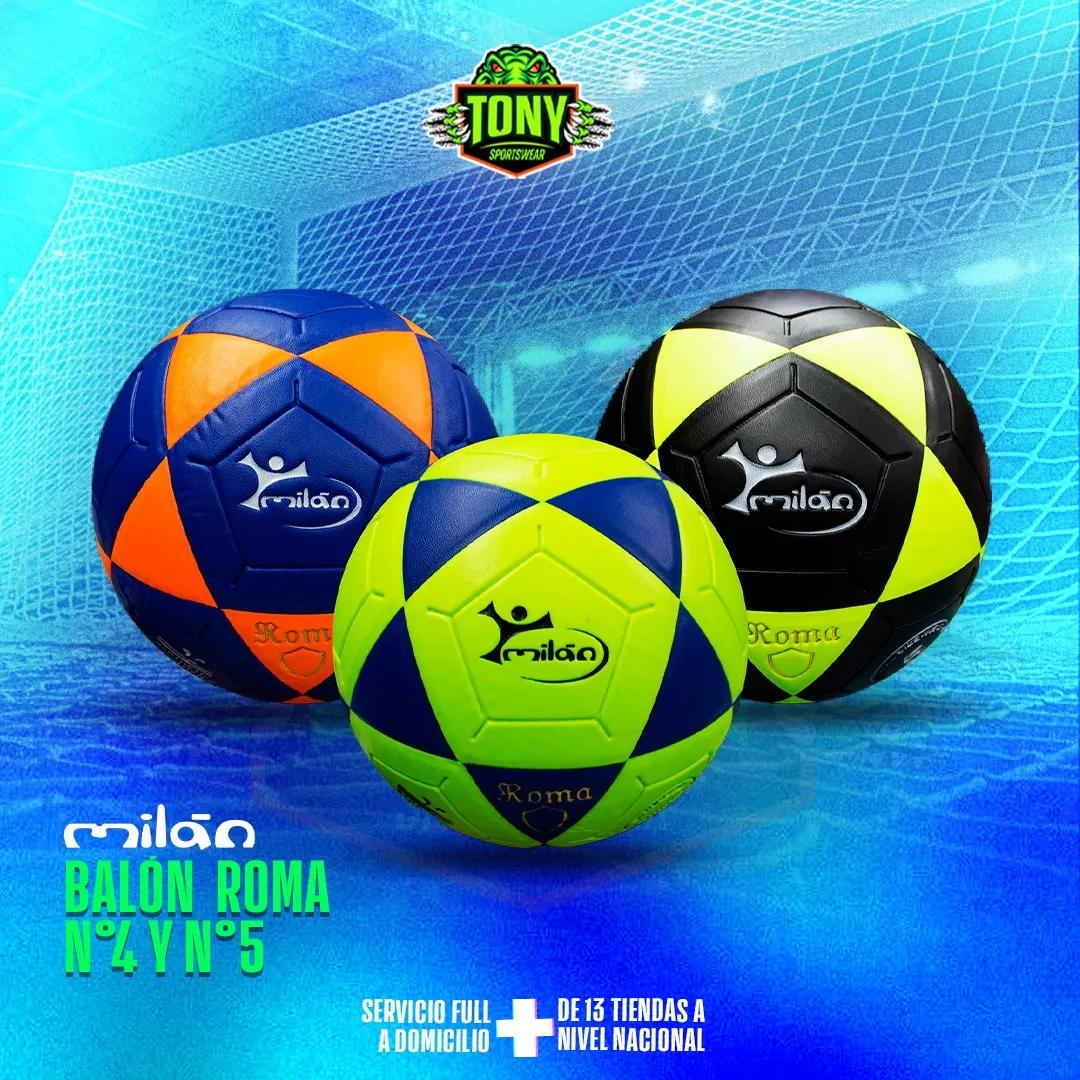 TONY
SPORTSWEAR
milán
milán
milán
Rom
Roma
Roma
milán
BALÓN ROMA
N°4 Y N°5
SERVICIO FULL
A DOMICILIO
+
DE 13 TIENDAS A
NIVEL NACIONAL